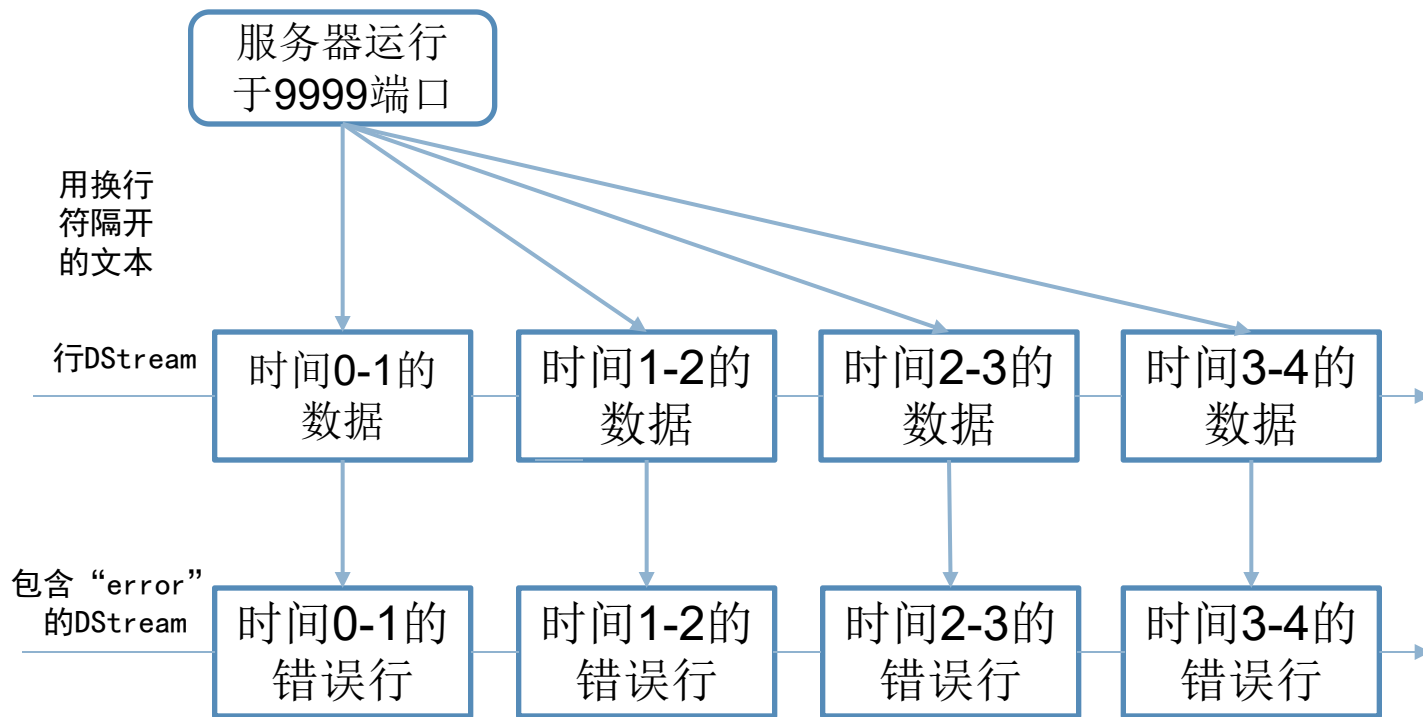 服务器运行
于9999端口
用换行
符隔开
的文本
行DStream
时间0-1的
数据
时间1-2的
数据
时间2-3的
数据
时间3-4的
数据
包含“error”
的DStream
时间0-1的
错误行
时间1-2的
错误行
时间2-3的
错误行
时间3-4的
错误行